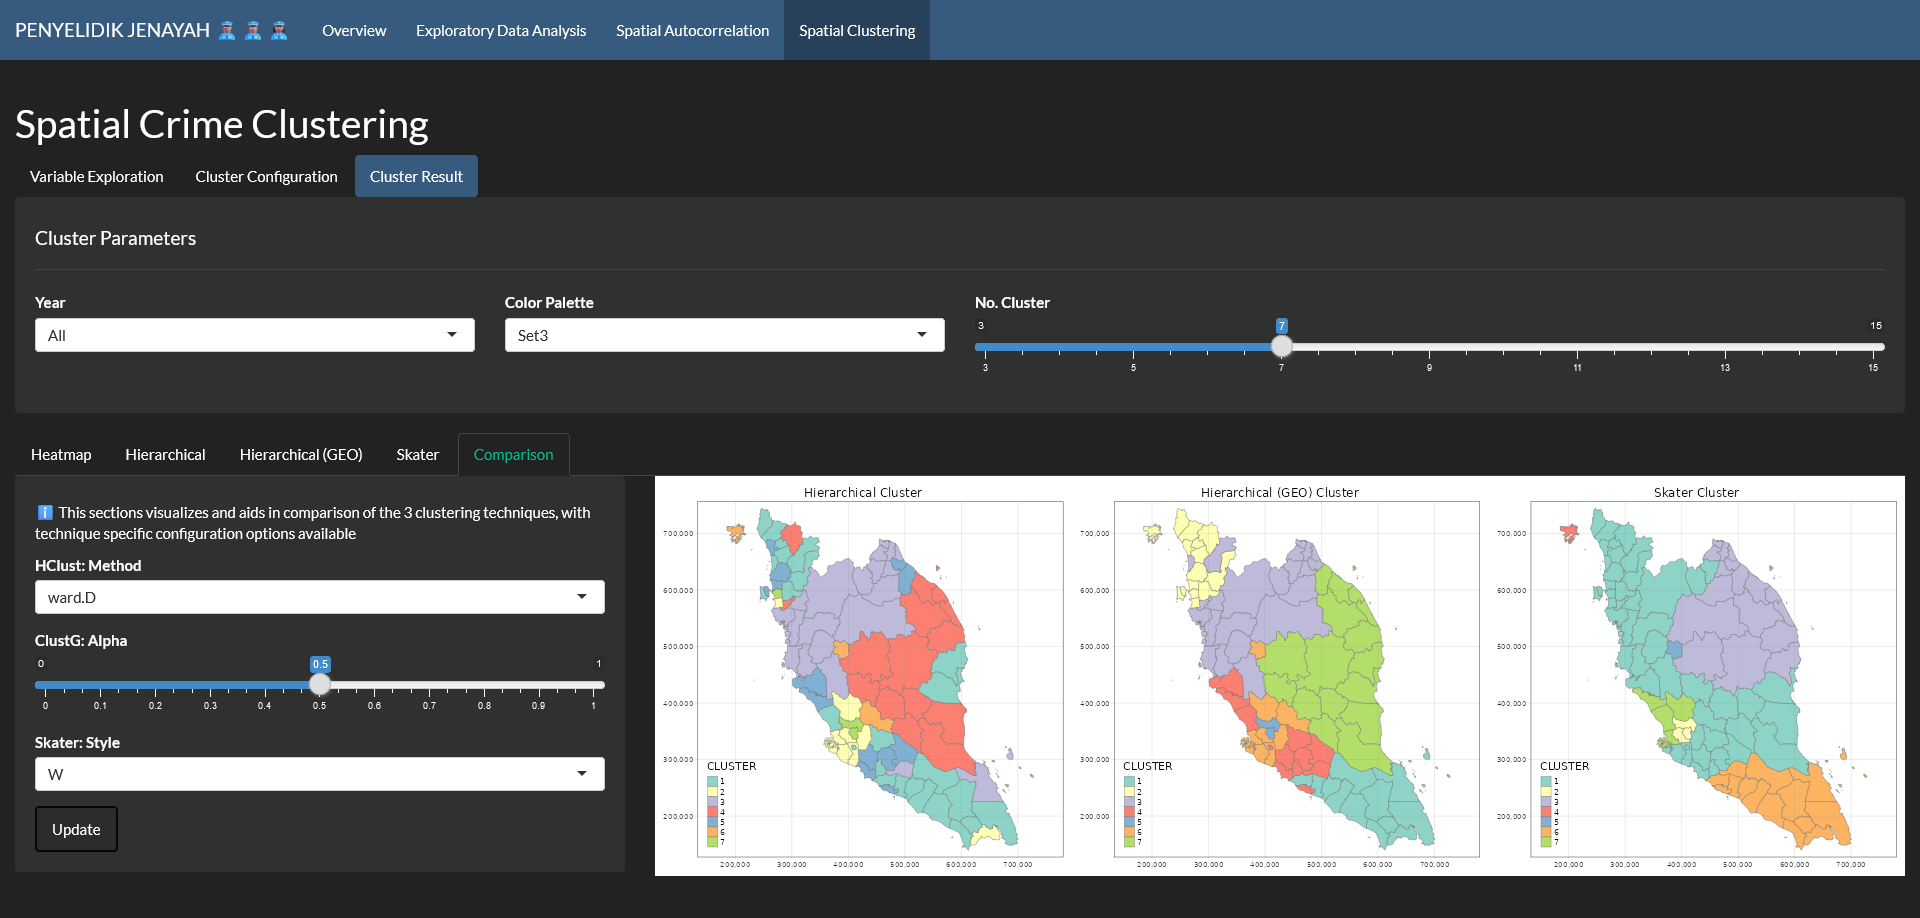 PENYELIDIK JENAYAH
Overview
Exploratory Data Analysis
Spatial Autocorrelation
Spatial Clustering
Spatial Crime Clustering
Variable Exploration
Cluster Configuration
Cluster Result
Cluster Parameters
Year
Color Palette
No. Cluster
All
Set3
3
7
15
3
5
7
9
11
13
15
Heatmap
Hierarchical
Hierarchical (GEO)
Skater
Comparison
This sections visualizes and aids in comparison of the 3 clustering techniques, with
technique specific configuration options available
HClust: Method
ward.D
ClustG: Alpha
0
0.5
1
0
0.1
0.2
0.3
0.4
0.5
0.6
0.7
0.8
0.9
1
Skater: Style
W
Update
Hierarchical Cluster
700,000
600,000
500,000
400,000
300,000
200,000
CLUSTER
1
2
3
4
5
6
7
200,000
300,000
400,000
500,000
600,000
700,000
Hierarchical (GEO) Cluster
700,000
600,000
500,000
400,000
300,000
200,000
CLUSTER
1
2
3
4
5
6
7
200,000
300,000
400,000
500,000
600,000
700,000
Skater Cluster
700,000
600,000
500,000
400,000
300,000
200,000
CLUSTER
1
2
3
4
5
6
7
200,000
300,000
400,000
500,000
600,000
700,000